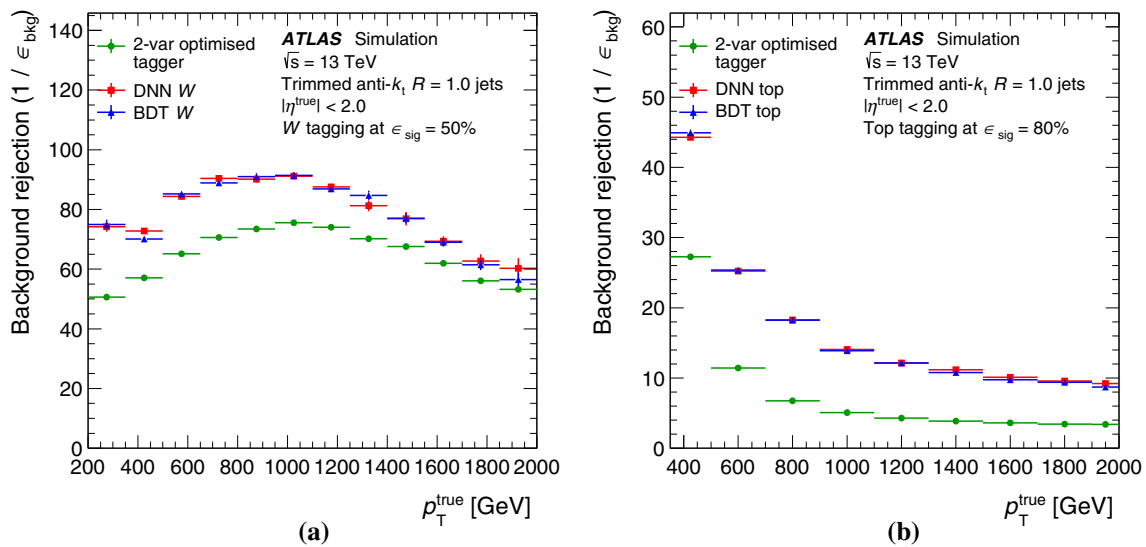 Background rejection (1 / ϵ bkg)
140
120
100
80
60
40
20
0
2-var optimised
tagger
DNN W
BDT W
ATLAS Simulation
√s = 13 TeV
Trimmed anti-kt R = 1.0 jets
|ηtrue| < 2.0
W tagging at ϵ sig = 50%
200 400 600 800 1000 1200 1400 1600 1800 2000
pTtrue [GeV]
(a)
Background rejection (1 / ϵ bkg)
60
50
40
30
20
10
0
2-var optimised
tagger
DNN top
BDT top
ATLAS Simulation
√s = 13 TeV
Trimmed anti-kt R = 1.0 jets
|ηtrue| < 2.0
Top tagging at ϵ sig = 80%
400 600 800 1000 1200 1400 1600 1800 2000
pTtrue [GeV]
(b)